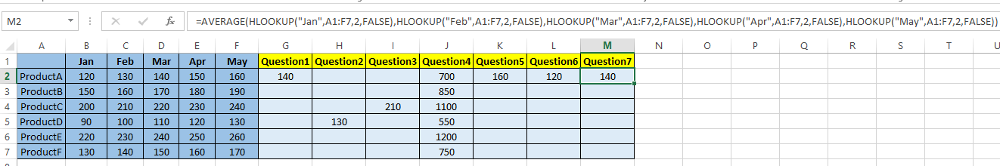 M2 fx =AVERAGE(HLOOKUP("Jan",A1:F7,2,FALSE),HLOOKUP("Feb",A1:F7,2,FALSE),HLOOKUP("Mar",A1:F7,2,FALSE),HLOOKUP("Apr",A1:F7,2,FALSE),HLOOKUP("May",A1:F7,2,FALSE))
A B C D E F G H I J K L M N O P Q R S T U
1 Jan Feb Mar Apr May Question1 Question2 Question3 Question4 Question5 Question6 Question7
2 ProductA 120 130 140 150 160 140 700 160 120 140
3 ProductB 150 160 170 180 190 850
4 ProductC 200 210 220 230 240 210 1100
5 ProductD 90 100 110 120 130 130 550
6 ProductE 220 230 240 250 260 1200
7 ProductF 130 140 150 160 170 750